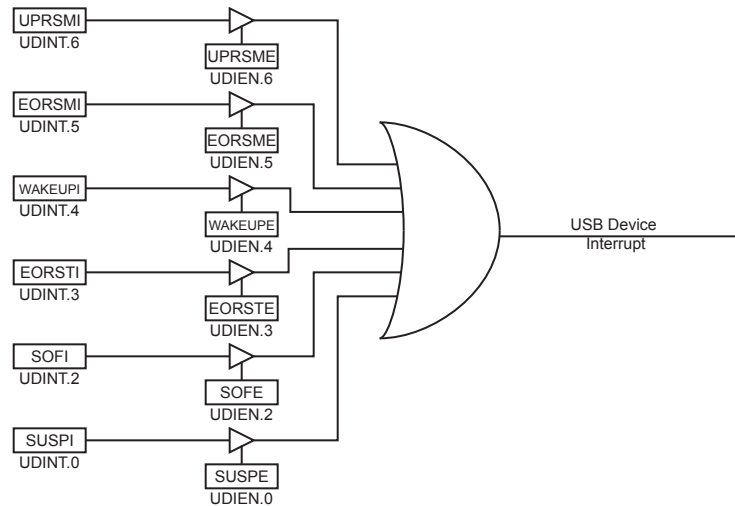 UPRSMI
UDINT.6
UPRSME
UDIEN.6
EORSMI
UDINT.5
EORSME
UDIEN.5
WAKEUPI
UDINT.4
WAKEUPE
UDIEN.4
USB Device
Interrupt
EORSTI
UDINT.3
EORSTE
UDIEN.3
SOFI
UDINT.2
SOFE
UDIEN.2
SUSPI
UDINT.0
SUSPE
UDIEN.0